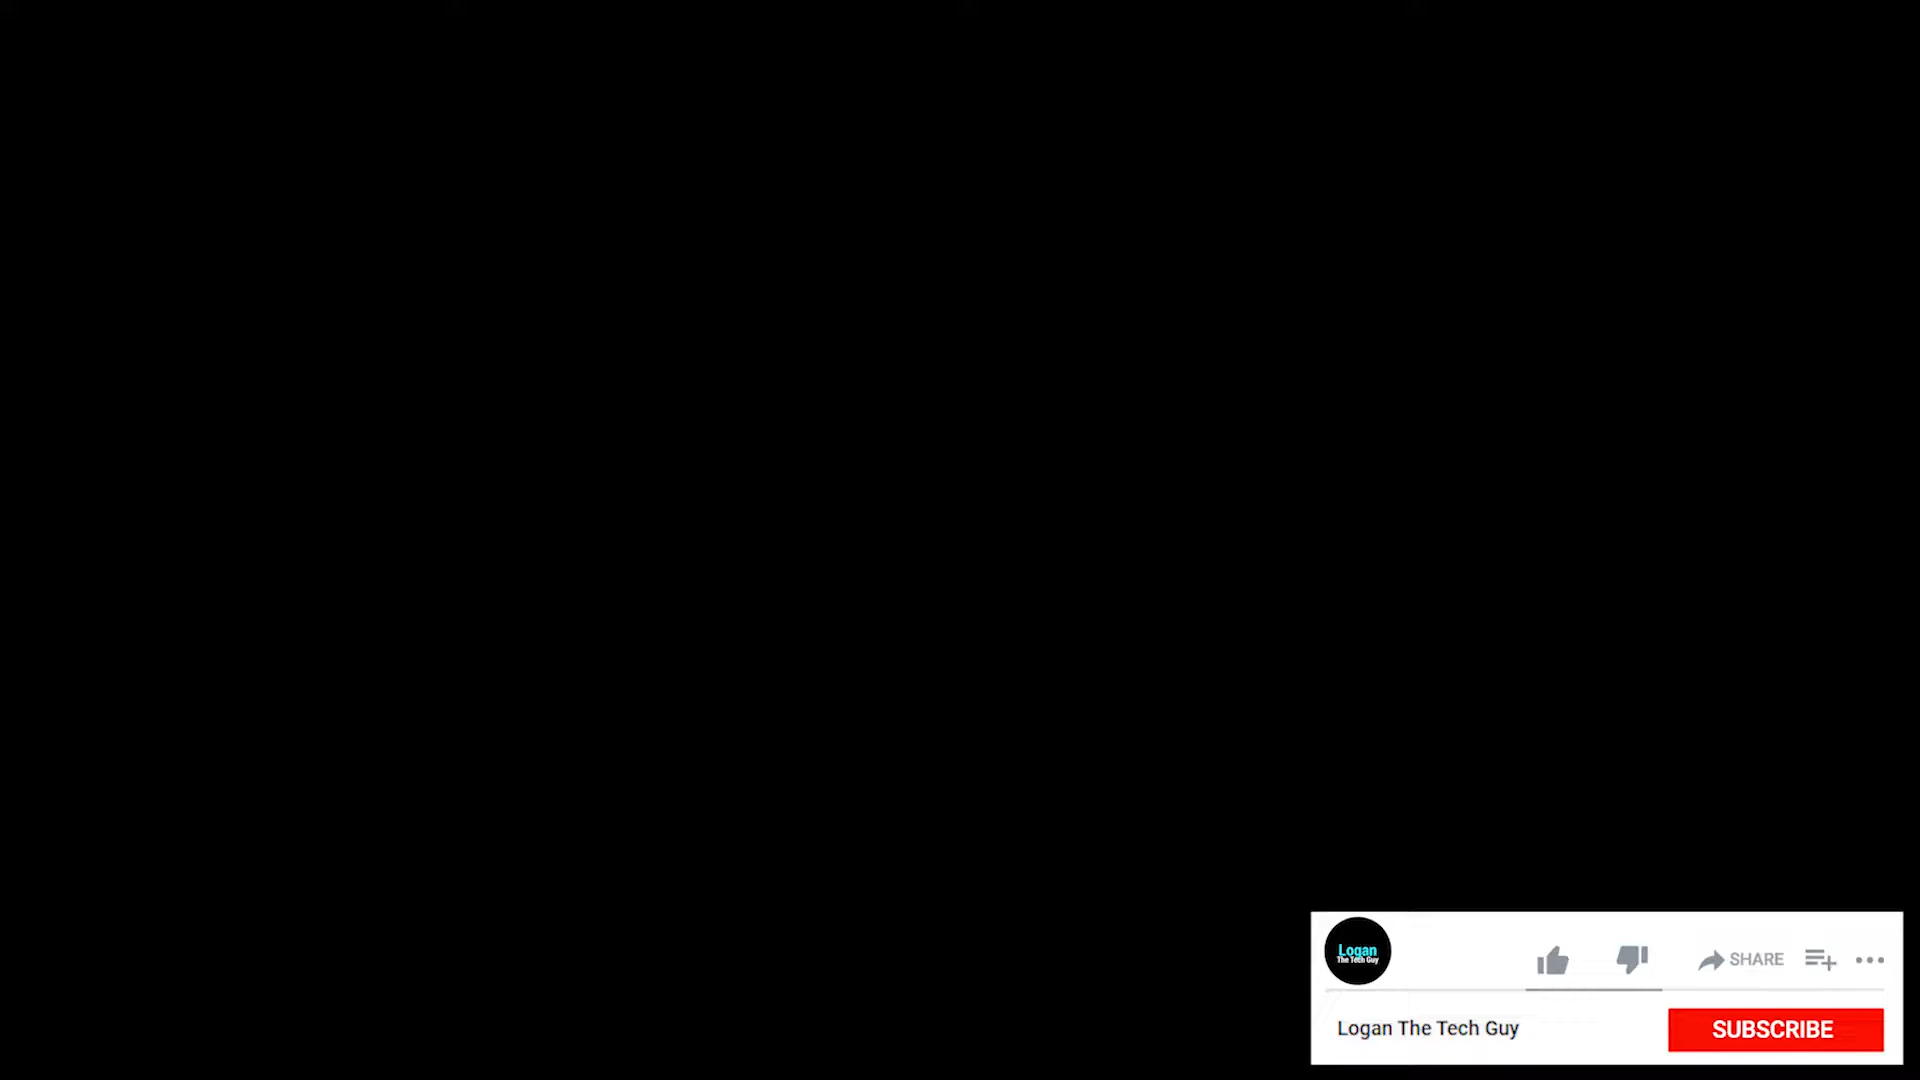 Logan
The Tech Guy
SHARE
Logan The Tech Guy
SUBSCRIBE